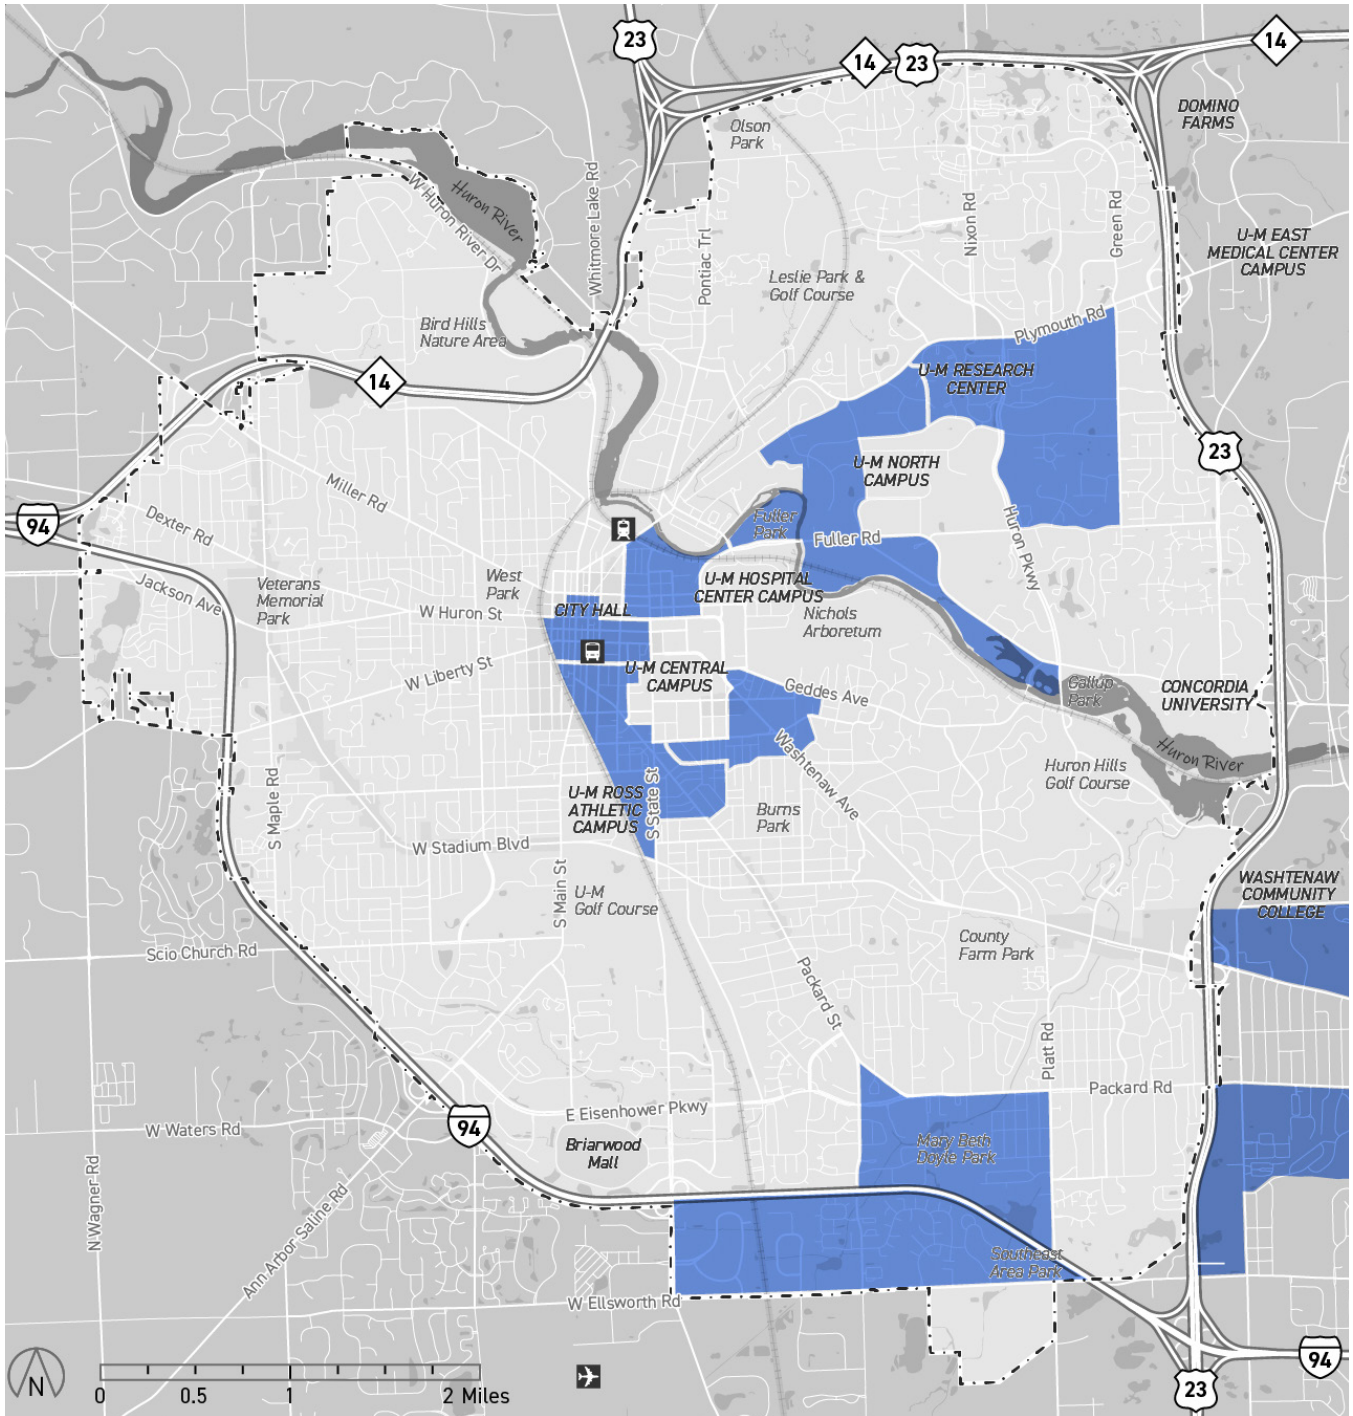 23
14
23
14
DOMINO
FARMS
Olson
Park
Huron River
W Huron River Dr
Whitmore Lake Rd
Pontiac Trl
Nixon Rd
Green Rd
U-M EAST
MEDICAL CENTER
CAMPUS
Leslie Park &
Golf Course
Bird Hills
Nature Area
Plymouth Rd
14
U-M RESEARCH
CENTER
23
U-M NORTH
CAMPUS
Miller Rd
94
Dexter Rd
Fuller
Park
Fuller Rd
Huron Pkwy
Jackson Ave
Veterans
Memorial
Park
West
Park
U-M HOSPITAL
CENTER CAMPUS
W Huron St
CITY HALL
Nichols
Arboretum
W Liberty St
U-M CENTRAL
CAMPUS
Geddes Ave
Gallup
Park
CONCORDIA
UNIVERSITY
Huron River
Washtenaw Ave
Huron Hills
Golf Course
S Maple Rd
U-M ROSS
ATHLETIC
CAMPUS
S State St
Burns
Park
W Stadium Blvd
S Main St
U-M
Golf Course
WASHTENAW
COMMUNITY
COLLEGE
Scio Church Rd
County
Farm Park
Packard St
Platt Rd
Packard Rd
E Eisenhower Pkwy
94
W Waters Rd
Briarwood
Mall
Mary Beth
Doyle Park
N Wagner Rd
Ann Arbor Saline Rd
Southeast
Area Park
W Ellsworth Rd
94
23
N
0 0.5 1 2 Miles